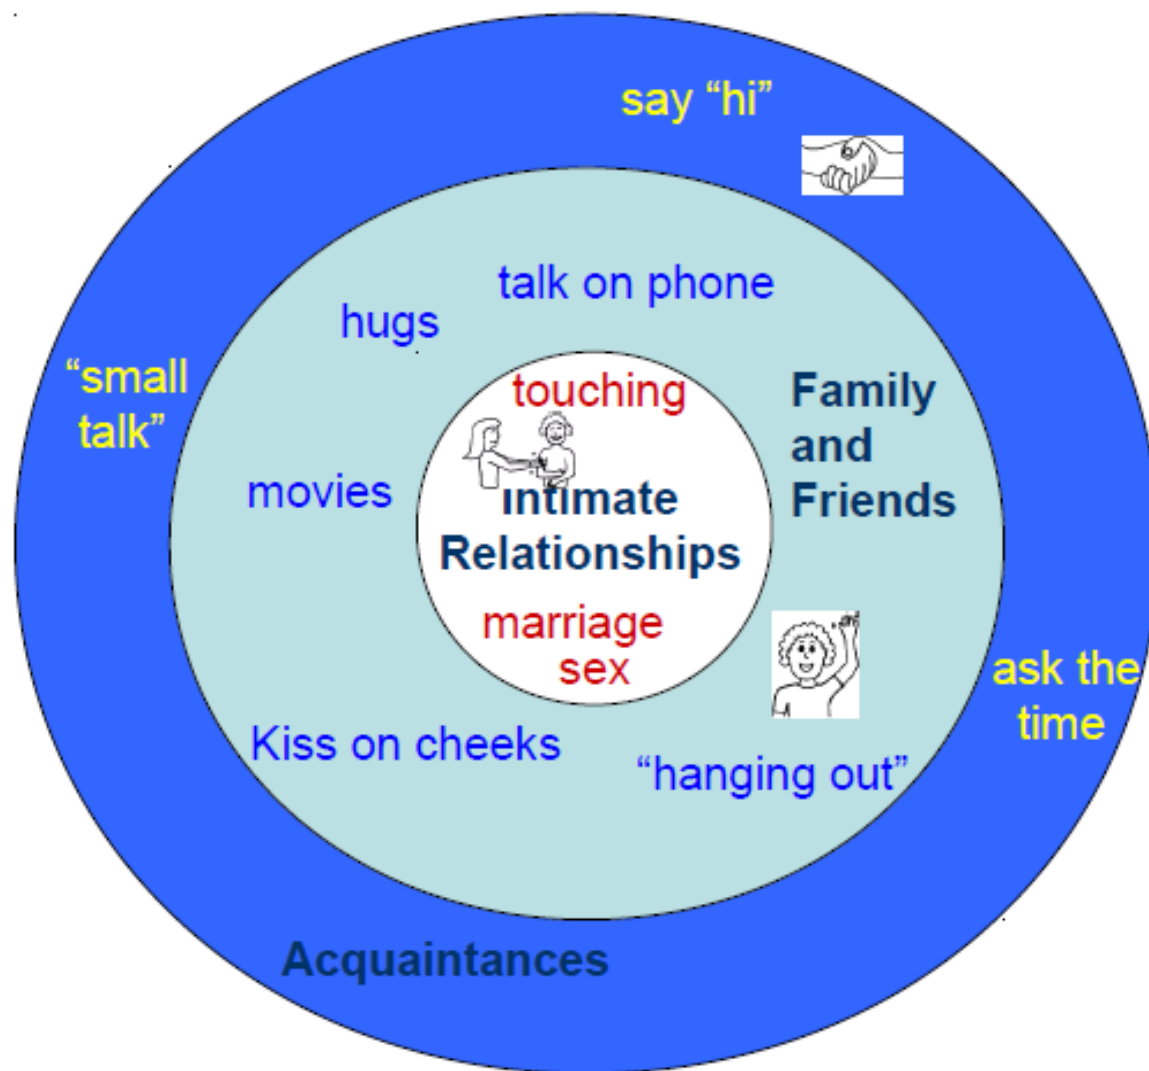 say “hi”
talk on phone
hugs
“small
talk”
touching
Family
and
Friends
movies
Intimate
Relationships
marriage
sex
ask the
time
Kiss on cheeks
“hanging out”
Acquaintances